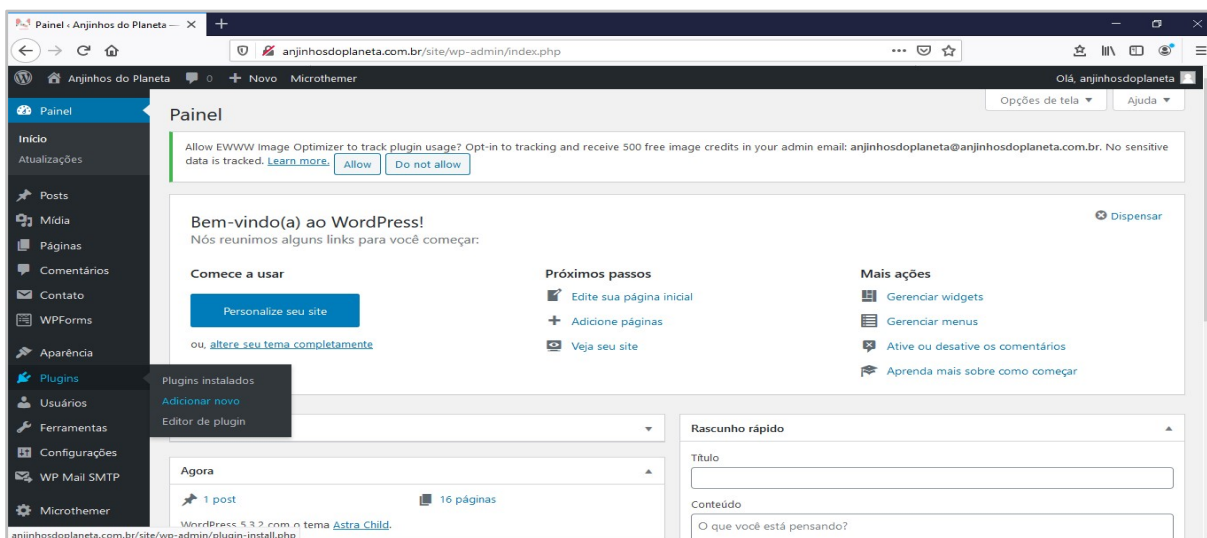 Painel ‹ Anjinhos do Planeta —
anjinhosdoplaneta.com.br/site/wp-admin/index.php
Anjinhos do Planeta 0 + Novo Microthemer
Olá, anjinhosdoplaneta
Painel
Início
Atualizações
Posts
Mídia
Páginas
Comentários
Contato
WPForms
Aparência
Plugins
Usuários
Ferramentas
Configurações
WP Mail SMTP
Microthemer
Plugins instalados
Adicionar novo
Editor de plugin
Painel
Opções de tela
Ajuda
Allow EWWW Image Optimizer to track plugin usage? Opt-in to tracking and receive 500 free image credits in your admin email: anjinhosdoplaneta@anjinhosdoplaneta.com.br. No sensitive
data is tracked. Learn more. Allow Do not allow
Bem-vindo(a) ao WordPress!
Dispensar
Nós reunimos alguns links para você começar:
Comece a usar
Personalize seu site
ou, altere seu tema completamente
Próximos passos
Edite sua página inicial
Adicione páginas
Veja seu site
Mais ações
Gerenciar widgets
Gerenciar menus
Ative ou desative os comentários
Aprenda mais sobre como começar
Agora
1 post
16 páginas
WordPress 5.3.2 com o tema Astra Child.
Rascunho rápido
Título
Conteúdo
O que você está pensando?
anjinhosdoplaneta.com.br/site/wp-admin/plugin-install.php